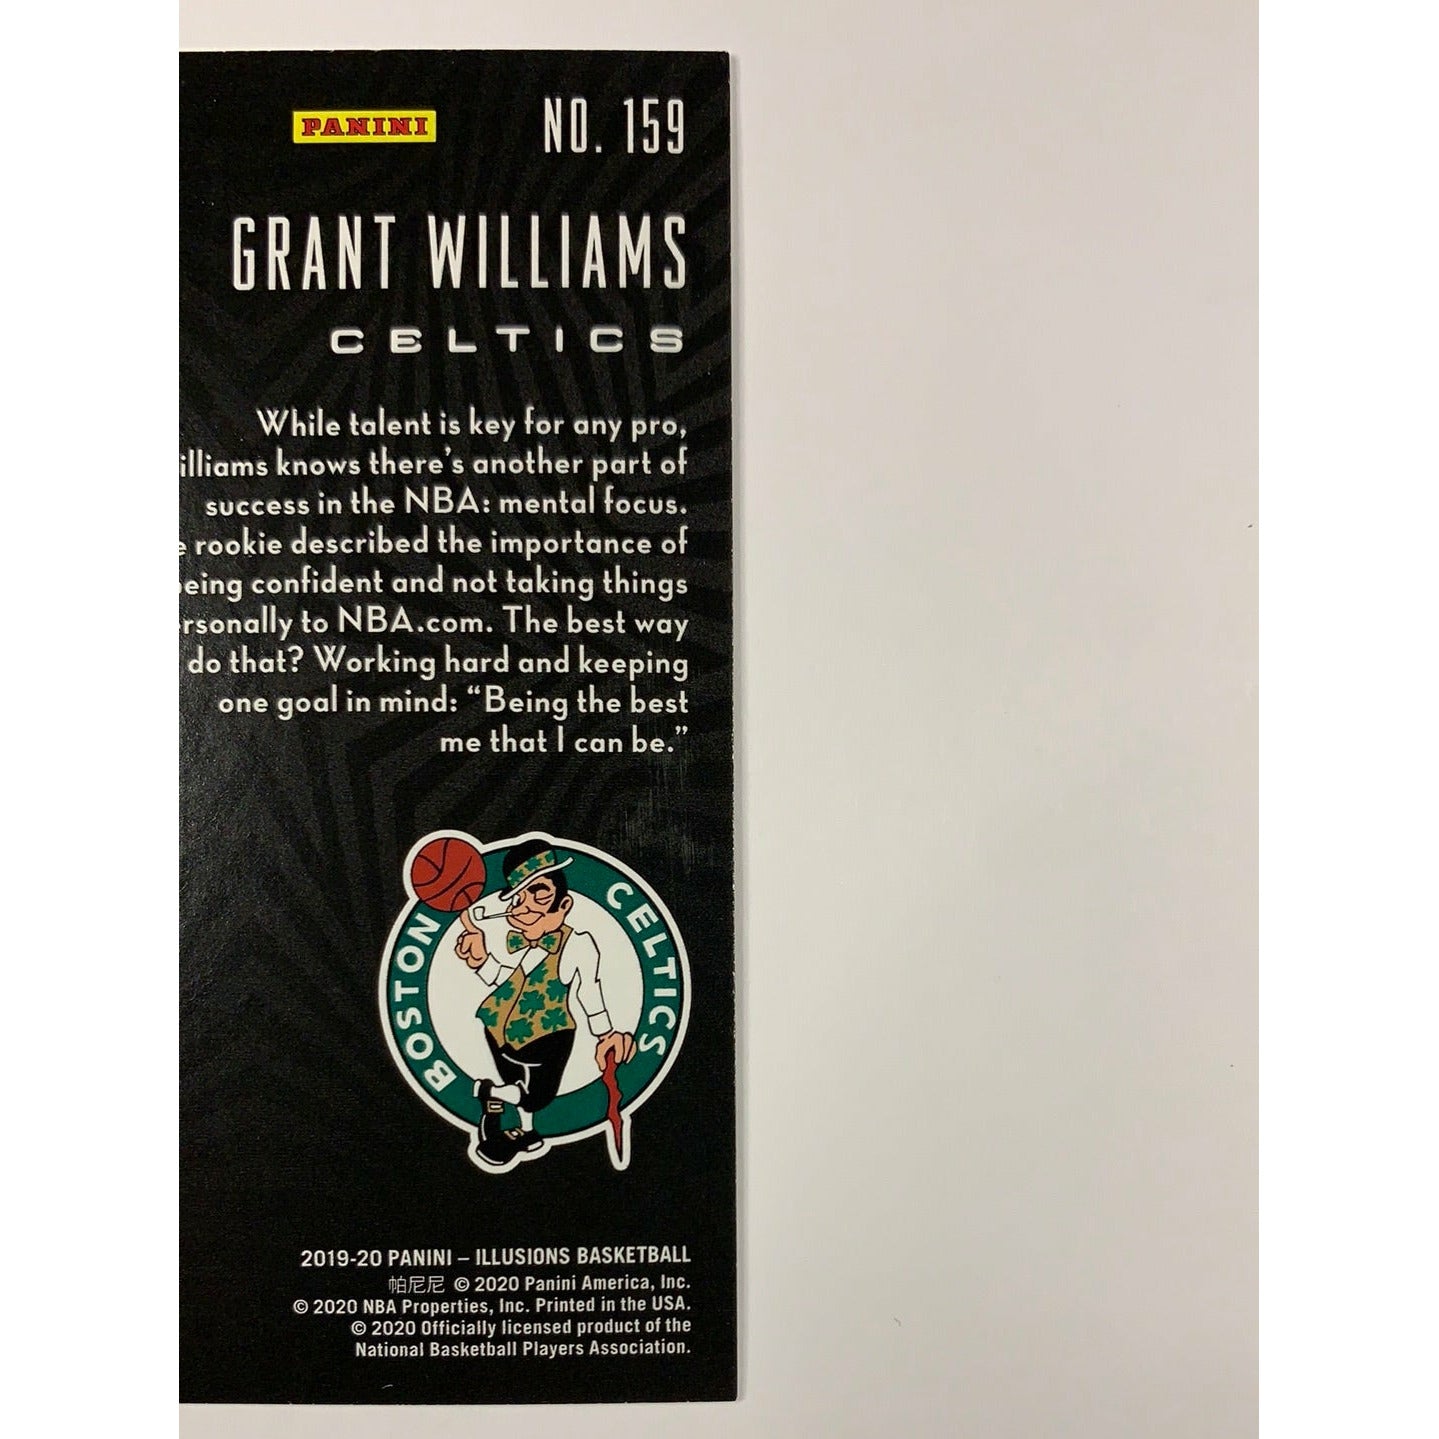 PANINI
NO. 159
GRANT WILLIAMS
CELTICS
While talent is key for any pro,
illiams knows there's another part of
success in the NBA: mental focus.
e rookie described the importance of
eing confident and not taking things
rsonally to NBA.com. The best way
do that? Working hard and keeping
one goal in mind: “Being the best
me that I can be.”
BOSTON CELTICS
2019-20 PANINI – ILLUSIONS BASKETBALL
帕尼尼 © 2020 Panini America, Inc.
© 2020 NBA Properties, Inc. Printed in the USA.
© 2020 Officially licensed product of the
National Basketball Players Association.